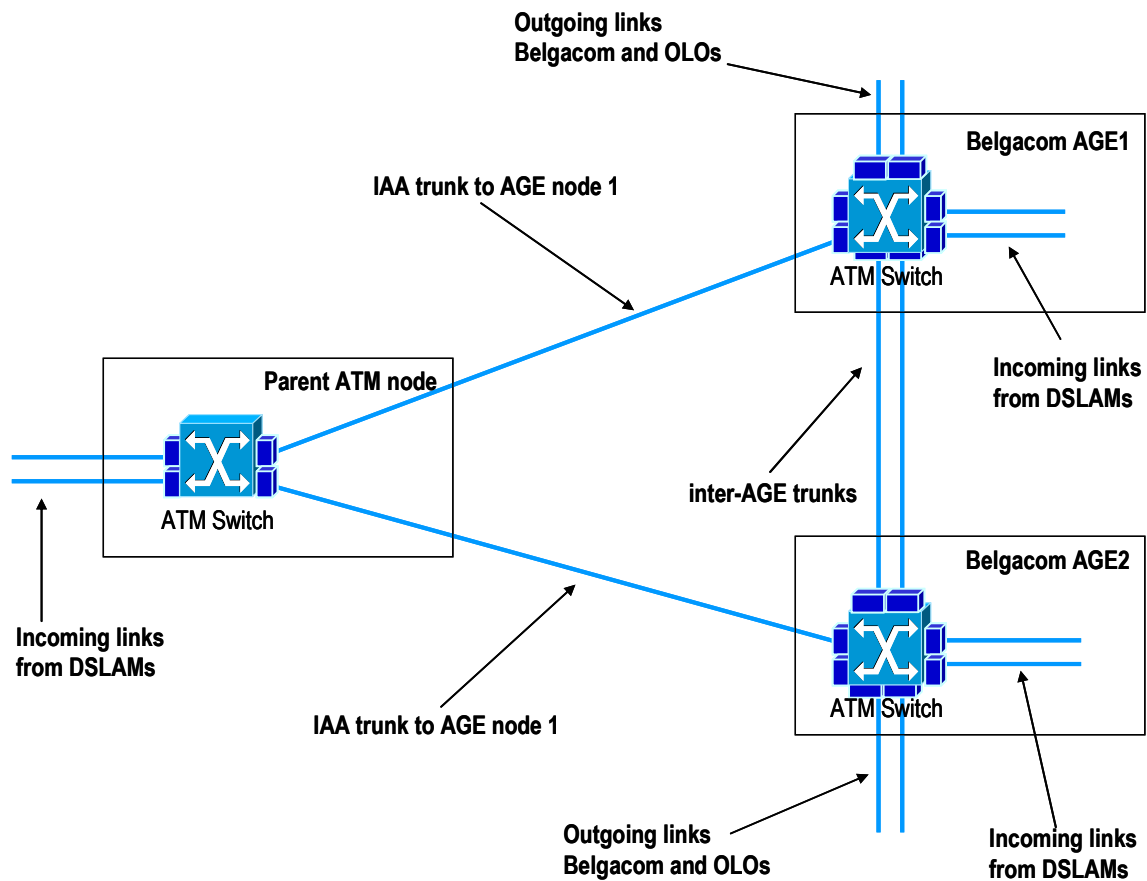 Outgoing links
Belgacom and OLOs
Belgacom AGE1
IAA trunk to AGE node 1
ATM Switch
Incoming links
from DSLAMs
Parent ATM node
inter-AGE trunks
ATM Switch
Belgacom AGE2
Incoming links
from DSLAMs
IAA trunk to AGE node 1
ATM Switch
Outgoing links
Belgacom and OLOs
Incoming links
from DSLAMs